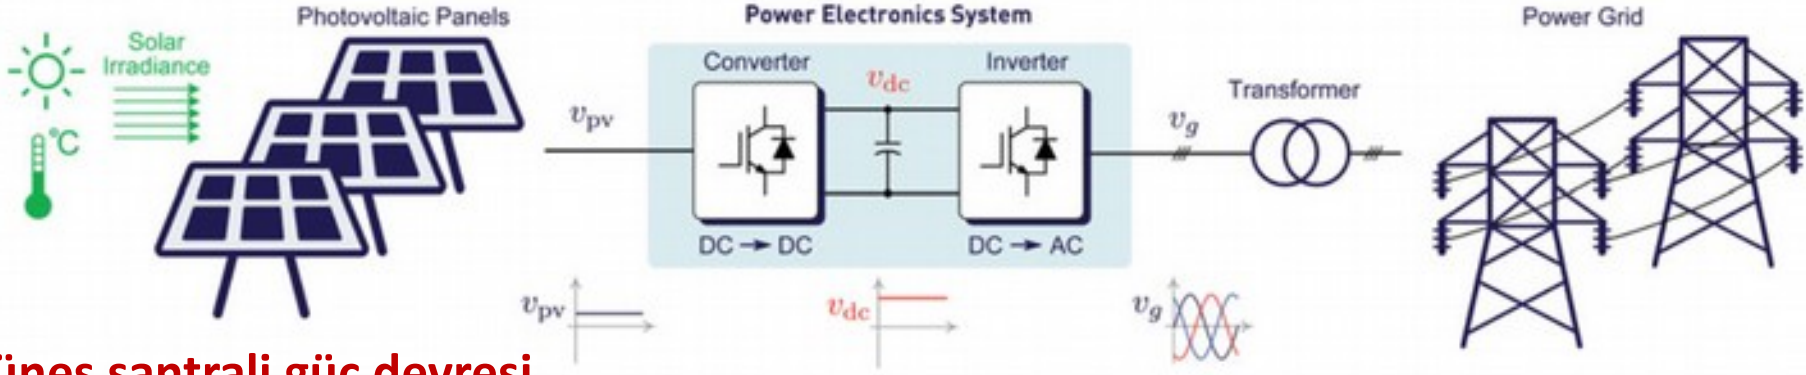 Photovoltaic Panels
Power Electronics System
Power Grid
Solar
Irradiance
°C
Converter
Inverter
Transformer
v_pv
v_dc
v_g
DC → DC
DC → AC
v_pv
v_dc
v_g
santrali güç devresi